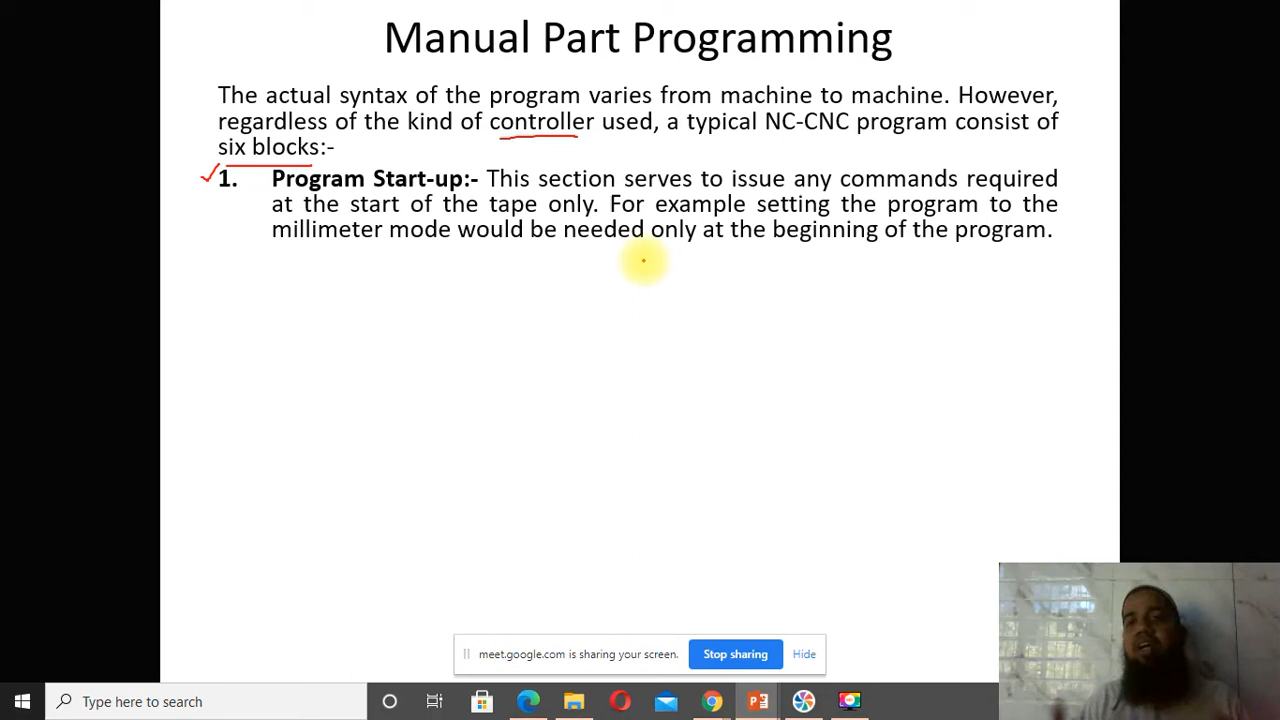 Manual Part Programming
The actual syntax of the program varies from machine to machine. However,
regardless of the kind of controller used, a typical NC-CNC program consist of
six blocks:-
1. Program Start-up:- This section serves to issue any commands required
at the start of the tape only. For example setting the program to the
millimeter mode would be needed only at the beginning of the program.
meet.google.com is sharing your screen. Stop sharing Hide
Type here to search